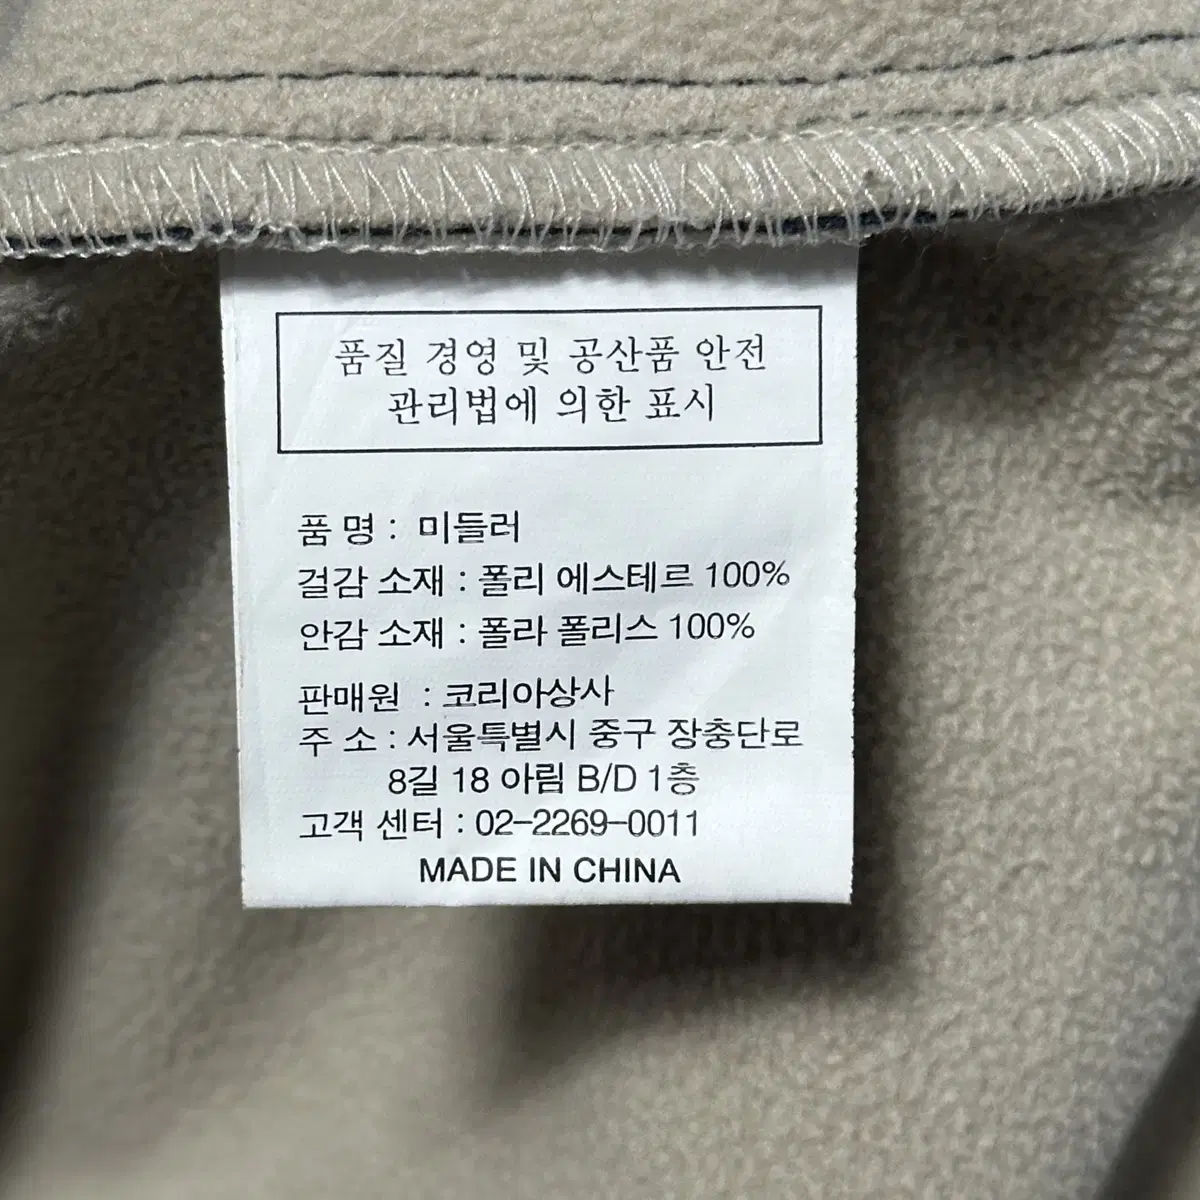 품질 경영 및 공산품 안전
관리법에 의한 표시
품 명 : 미들러
걸감 소재 : 폴리 에스테르 100%
안감 소재 : 폴라 폴리스 100%
판매원 : 코리아상사
주 소 : 서울특별시 중구 장충단로
8길 18 아림 B/D 1층
고객 센터 : 02-2269-0011
MADE IN CHINA